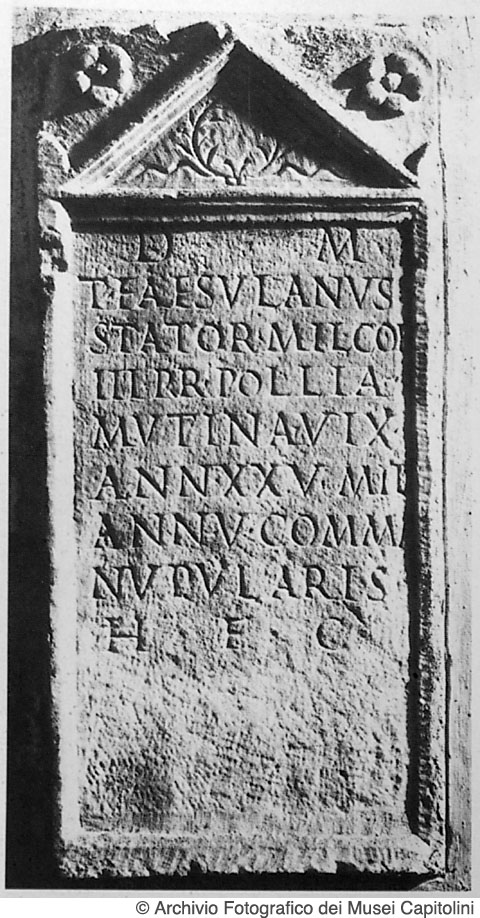 D M
P FAESVLANVS
STATOR·MIL·COH
III·PR·POLLIA·
MVTINA·VIX
ANN·XXV·MIL
ANN·V·COMMA
NVPVLARIS
H F C
© Archivio Fotografico dei Musei Capitolini